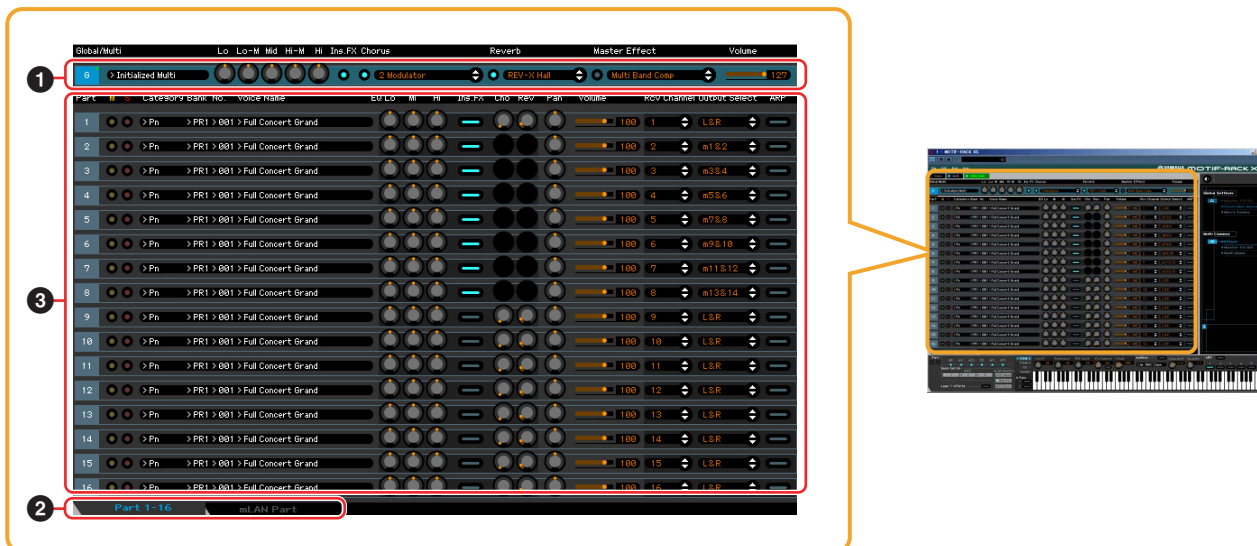 Global/Multi Lo Lo-M Mid Hi-M Hi Ins.FX Chorus Reverb Master Effect Volume
1
G > Initialized Multi 2 Modulator REV-X Hall Multi Band Comp 127
Part M S Category Bank No. Voice Name EQ Lo Mi Hi Ins.FX Cho Rev Pan Volume Rcv Channel Output Select ARP
1 > Pn > PR1 > 001 > Full Concert Grand 100 1 L&R
2 > Pn > PR1 > 001 > Full Concert Grand 100 2 m1&2
3 > Pn > PR1 > 001 > Full Concert Grand 100 3 m3&4
4 > Pn > PR1 > 001 > Full Concert Grand 100 4 m5&6
5 > Pn > PR1 > 001 > Full Concert Grand 100 5 m7&8
6 > Pn > PR1 > 001 > Full Concert Grand 100 6 m9&10
7 > Pn > PR1 > 001 > Full Concert Grand 100 7 m11&12
3
8 > Pn > PR1 > 001 > Full Concert Grand 100 8 m13&14
9 > Pn > PR1 > 001 > Full Concert Grand 100 9 L&R
10 > Pn > PR1 > 001 > Full Concert Grand 100 10 L&R
11 > Pn > PR1 > 001 > Full Concert Grand 100 11 L&R
12 > Pn > PR1 > 001 > Full Concert Grand 100 12 L&R
13 > Pn > PR1 > 001 > Full Concert Grand 100 13 L&R
14 > Pn > PR1 > 001 > Full Concert Grand 100 14 L&R
15 > Pn > PR1 > 001 > Full Concert Grand 100 15 L&R
16 > Pn > PR1 > 001 > Full Concert Grand 100 16 L&R
2
Part 1-16 mLAN Part
1 - MOTIF-RACK XS
YAMAHA MOTIF-RACK X
Global Settings
Multi Common